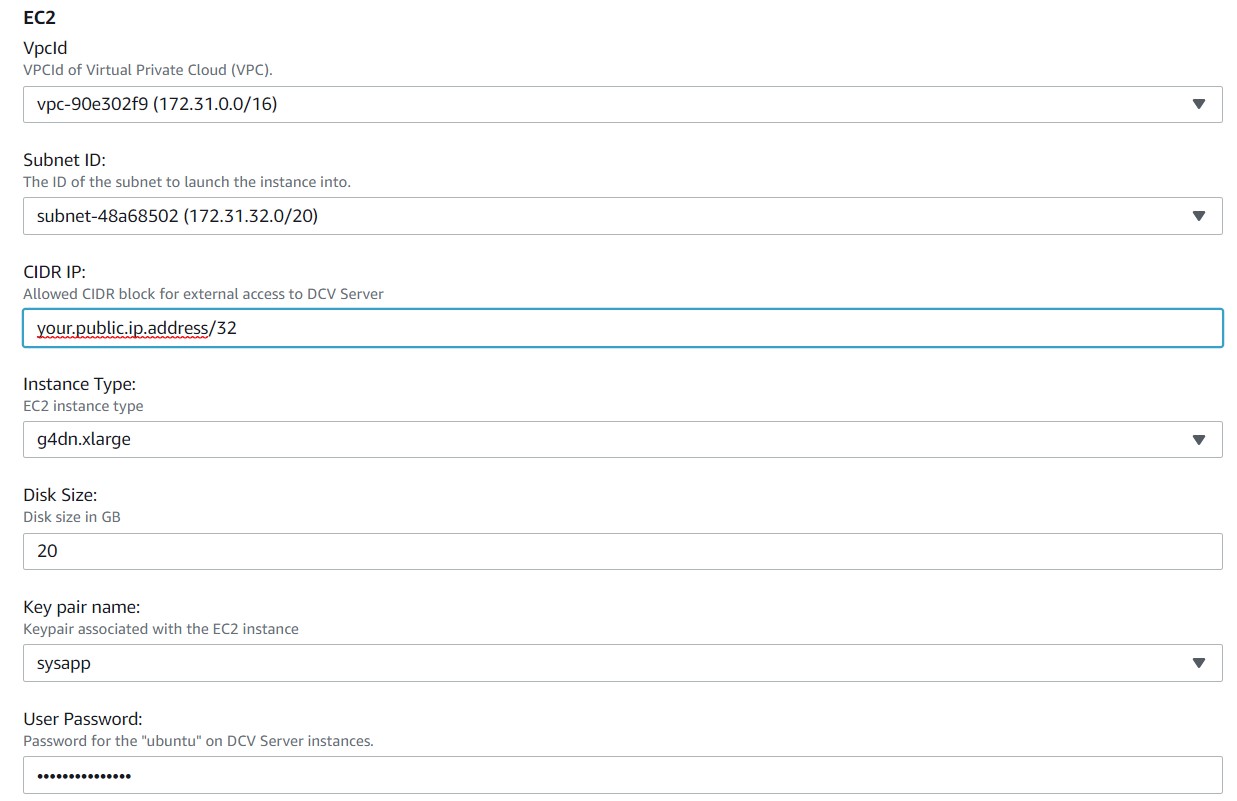 EC2
VpcId
VPCId of Virtual Private Cloud (VPC).
vpc-90e302f9 (172.31.0.0/16)
Subnet ID:
The ID of the subnet to launch the instance into.
subnet-48a68502 (172.31.32.0/20)
CIDR IP:
Allowed CIDR block for external access to DCV Server
your.public.ip.address/32
Instance Type:
EC2 instance type
g4dn.xlarge
Disk Size:
Disk size in GB
20
Key pair name:
Keypair associated with the EC2 instance
sysapp
User Password:
Password for the "ubuntu" on DCV Server instances.
•••••••••••••••